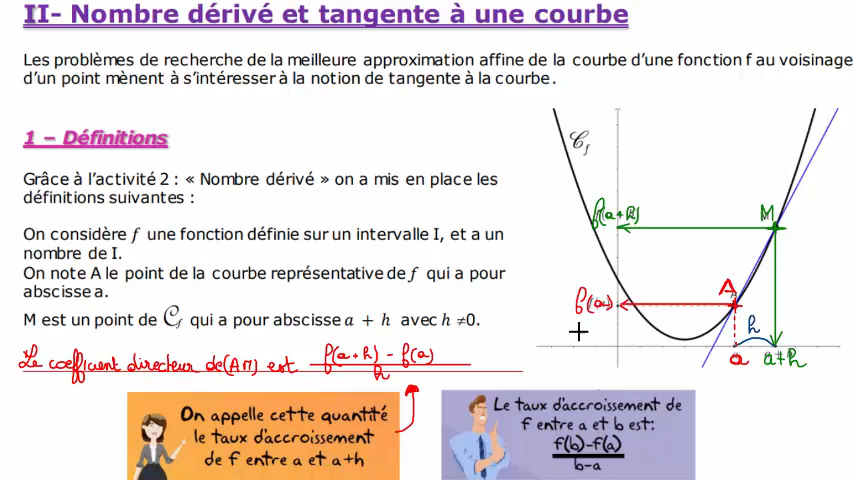 II- Nombre dérivé et tangente à une courbe
Les problèmes de recherche de la meilleure approximation affine de la courbe d'une fonction f au voisinage
d'un point mènent à s'intéresser à la notion de tangente à la courbe.
1 – Définitions
Grâce à l'activité 2 : « Nombre dérivé » on a mis en place les
définitions suivantes :
On considère f une fonction définie sur un intervalle I, et a un
nombre de I.
On note A le point de la courbe représentative de f qui a pour
abscisse a.
M est un point de 𝒞f qui a pour abscisse a + h avec h ≠0.
Le coefficient directeur de (AM) est f(a+h) - f(a) / h
On appelle cette quantité
le taux d'accroissement
de f entre a et a+h
Le taux d'accroissement de
f entre a et b est:
f(b)-f(a)
b-a
𝒞f
f(a+h)
M
A
f(a)
h
a
a+h